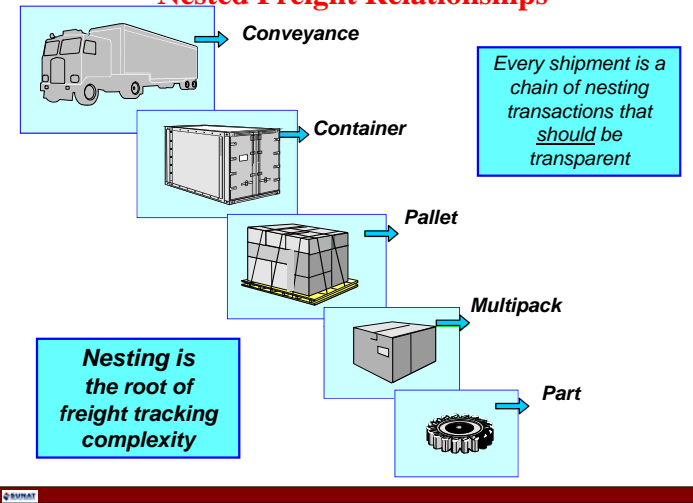 Nested Freight Relationships
Conveyance
Every shipment is a
chain of nesting
transactions that
should be
transparent
Container
Pallet
Multipack
Nesting is
the root of
freight tracking
complexity
Part
SUNAT